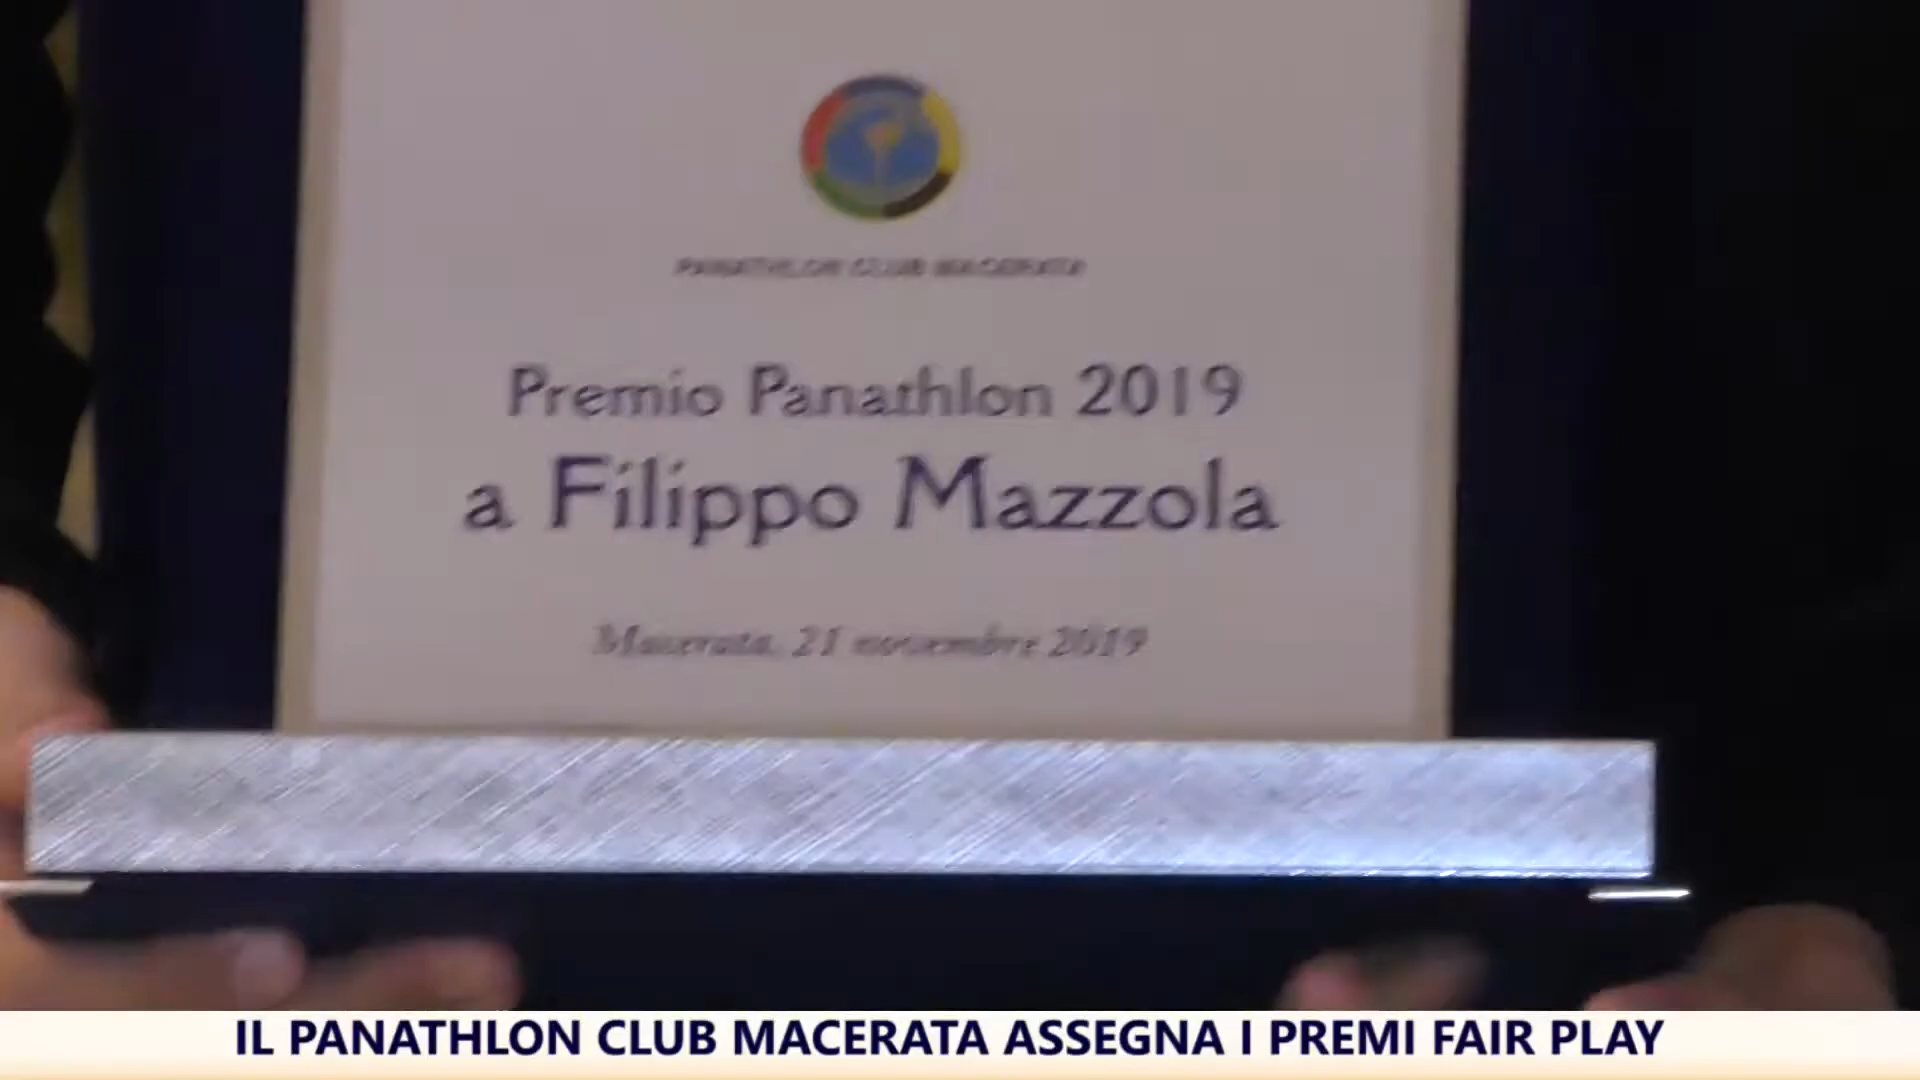 PANATHLON CLUB MACERATA
Premio Panathlon 2019
a Filippo Mazzola
Macerata, 21 novembre 2019
IL PANATHLON CLUB MACERATA ASSEGNA I PREMI FAIR PLAY